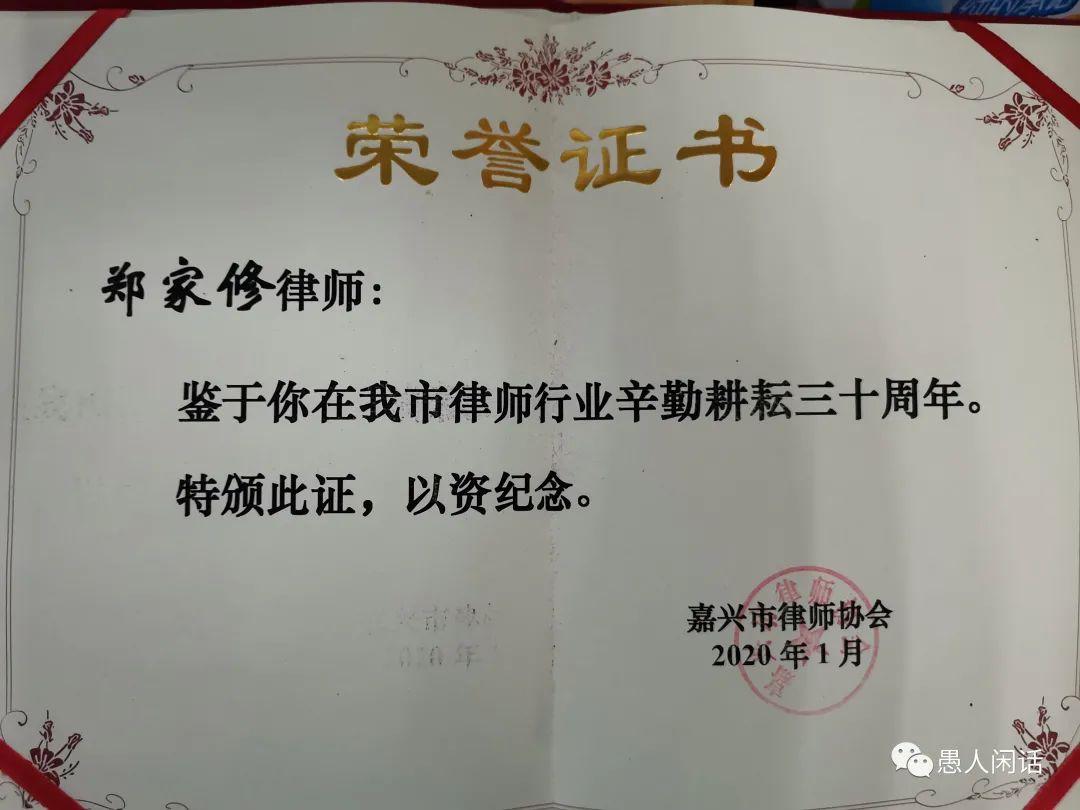 荣誉证书
郑家修律师：
鉴于你在我市律师行业辛勤耕耘三十周年。
特颁此证，以资纪念。
嘉兴市律师协会
2020年1月
愚人闲话